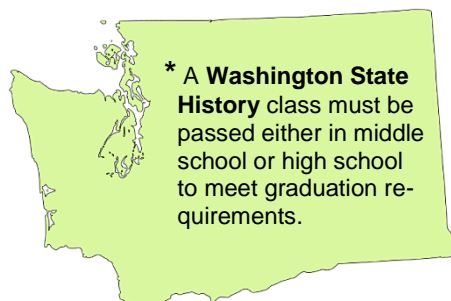 * A Washington State
History class must be
passed either in middle
school or high school
to meet graduation re-
quirements.